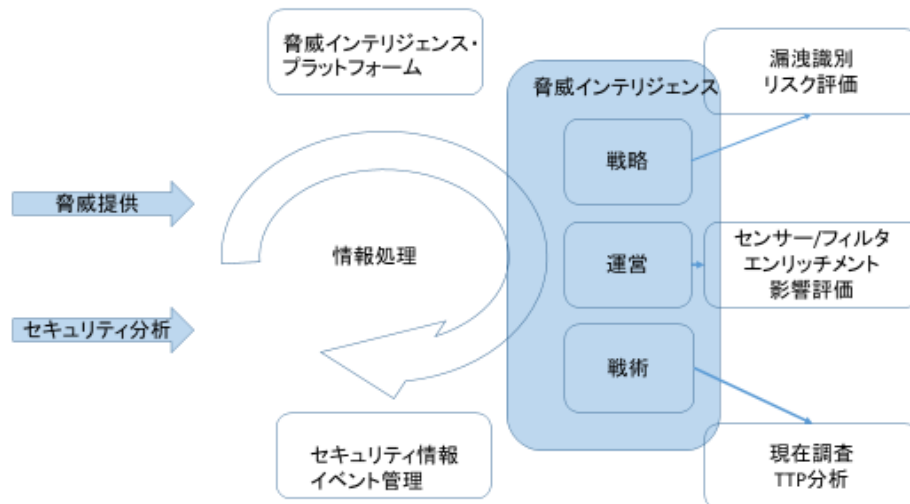 脅威インテリジェンス・
プラットフォーム
漏洩識別
リスク評価
脅威インテリジェンス
戦略
脅威提供
情報処理
運営
センサー/フィルタ
エンリッチメント
影響評価
セキュリティ分析
戦術
セキュリティ情報
イベント管理
現在調査
TTP分析